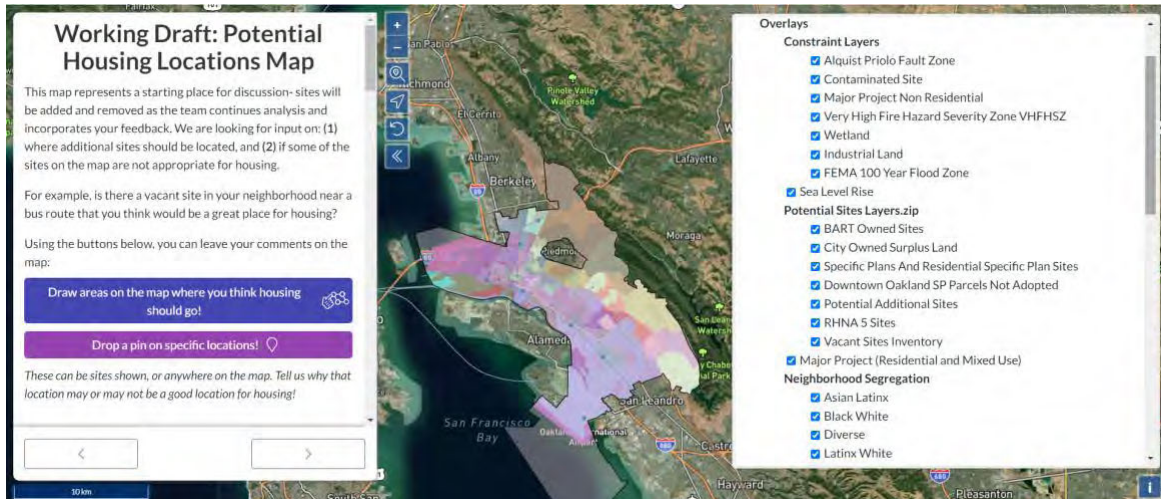 Working Draft: Potential
Housing Locations Map
This map represents a starting place for discussion- sites will
be added and removed as the team continues analysis and
incorporates your feedback. We are looking for input on: (1)
where additional sites should be located, and (2) if some of the
sites on the map are not appropriate for housing.
For example, is there a vacant site in your neighborhood near a
bus route that you think would be a great place for housing?
Using the buttons below, you can leave your comments on the
map:
Draw areas on the map where you think housing
should go!
Drop a pin on specific locations!
These can be sites shown, or anywhere on the map. Tell us why that
location may or may not be a good location for housing!
10 km
Pinole Valley
Watershed
El Cerrito
Albany
Berkeley
Lafayette
Moraga
Alameda
San Leandro
San Francisco
Bay
Hayward
Pleasanton
580
880
680
Overlays
Constraint Layers
Alquist Priolo Fault Zone
Contaminated Site
Major Project Non Residential
Very High Fire Hazard Severity Zone VHFHSZ
Wetland
Industrial Land
FEMA 100 Year Flood Zone
Sea Level Rise
Potential Sites Layers.zip
BART Owned Sites
City Owned Surplus Land
Specific Plans And Residential Specific Plan Sites
Downtown Oakland SP Parcels Not Adopted
Potential Additional Sites
RHNA 5 Sites
Vacant Sites Inventory
Major Project (Residential and Mixed Use)
Neighborhood Segregation
Asian Latinx
Black White
Diverse
Latinx White